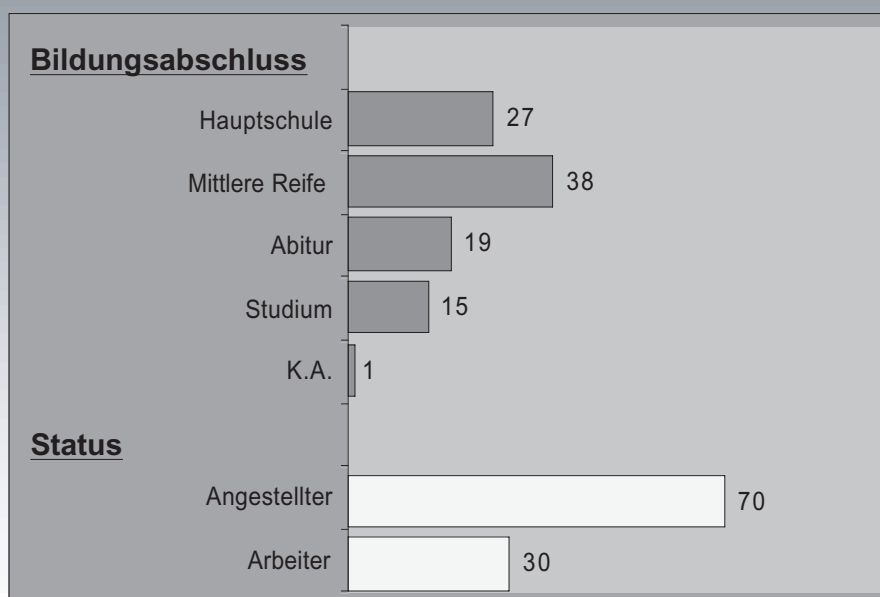 Bildungsabschluss
Hauptschule 27
Mittlere Reife 38
Abitur 19
Studium 15
K.A. 1
Status
Angestellter 70
Arbeiter 30